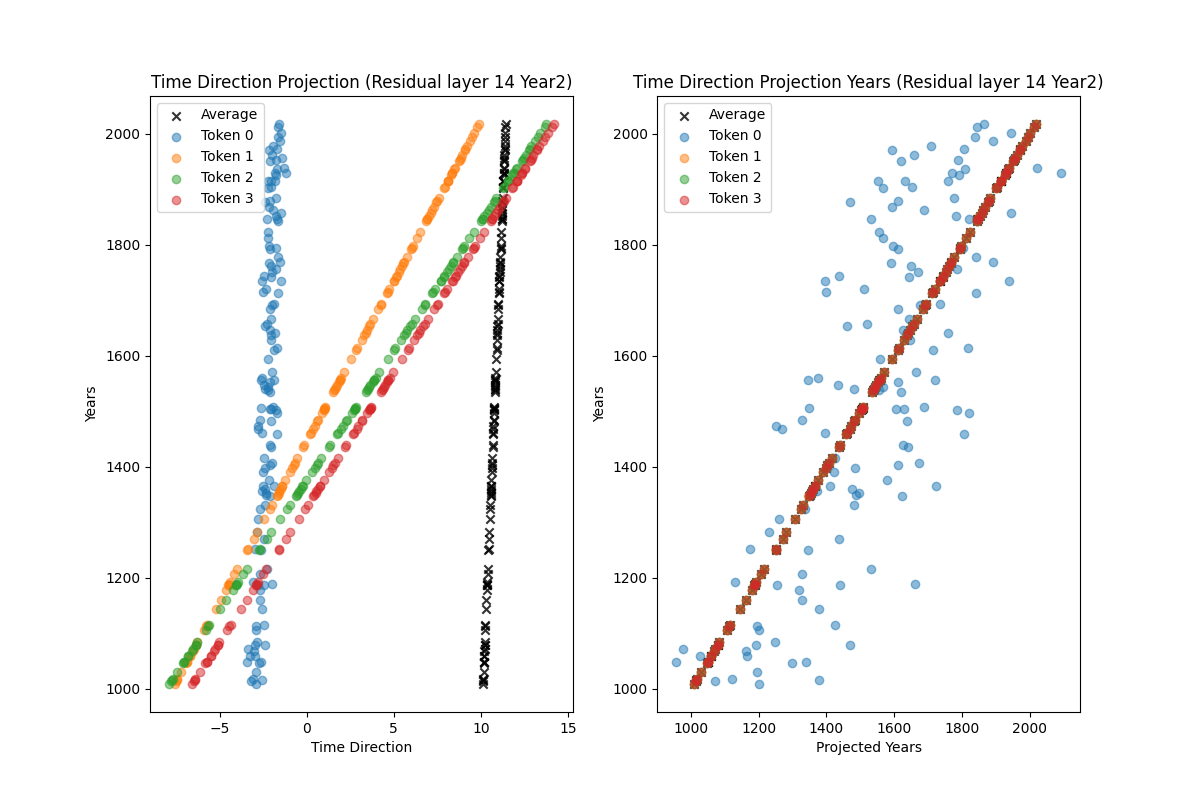 Time Direction Projection (Residual layer 14 Year2)
Average
Token 0
Token 1
Token 2
Token 3
2000
1800
1600
1400
1200
1000
Years
−5 0 5 10 15
Time Direction
Time Direction Projection Years (Residual layer 14 Year2)
Average
Token 0
Token 1
Token 2
Token 3
2000
1800
1600
1400
1200
1000
Years
1000 1200 1400 1600 1800 2000
Projected Years